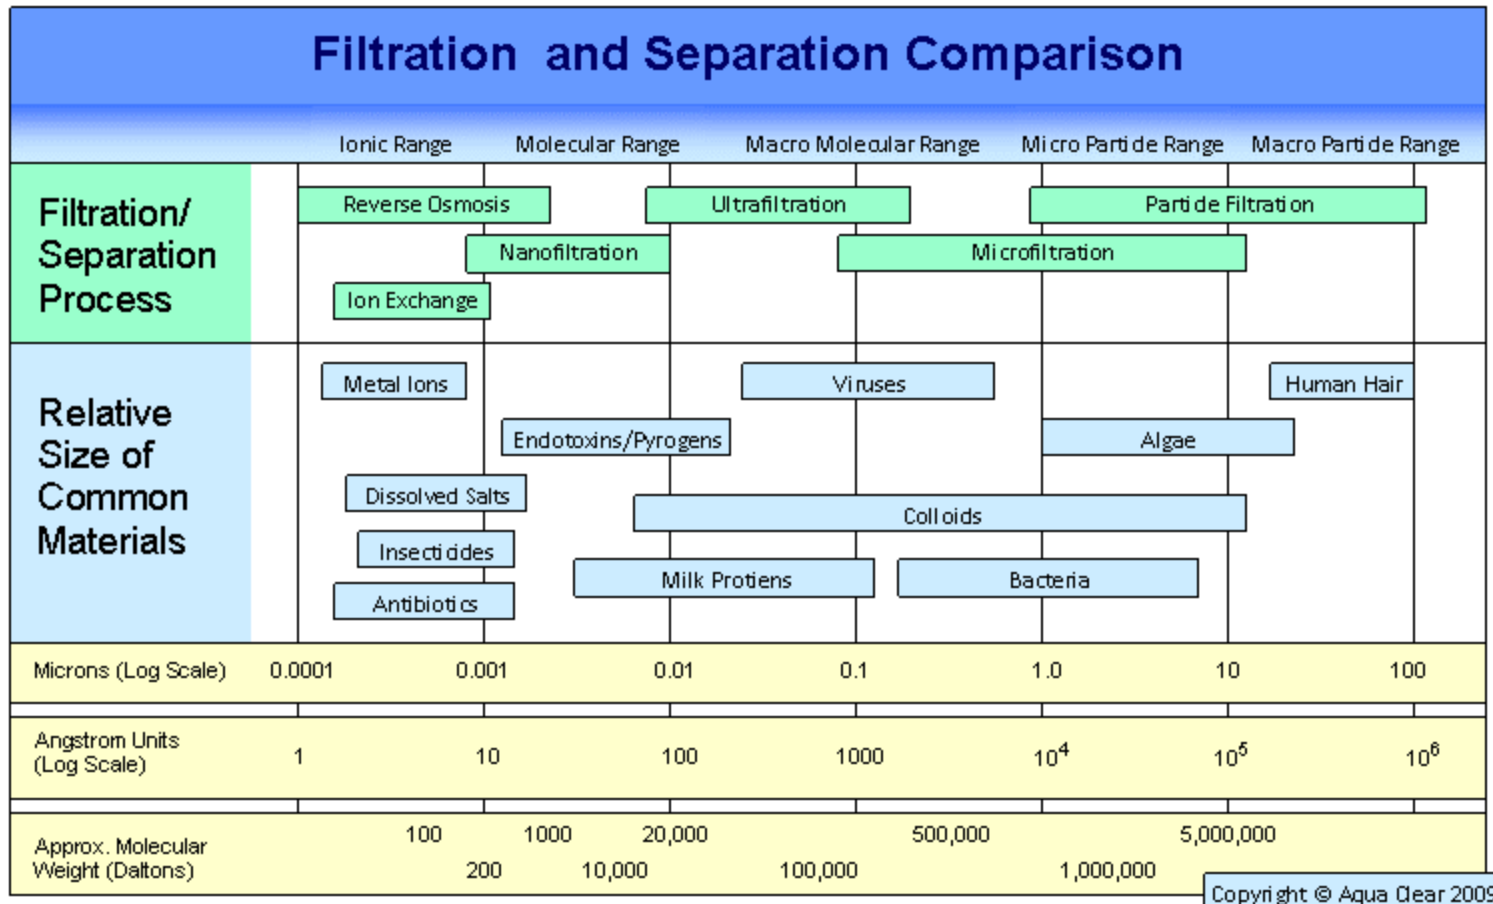 Filtration and Separation Comparison
Ionic Range Molecular Range Macro Molecular Range Micro Partide Range Macro Partide Range
Filtration/
Separation
Process
Reverse Osmosis Ultrafiltration Partide Filtration
Nanofiltration Microfiltration
Ion Exchange
Relative
Size of
Common
Materials
Metal Ions Viruses Human Hair
Endotoxins/Pyrogens Algae
Dissolved Salts
Colloids
Insecticides
Milk Protiens Bacteria
Antibiotics
Microns (Log Scale) 0.0001 0.001 0.01 0.1 1.0 10 100
Angstrom Units
(Log Scale) 1 10 100 1000 10⁴ 10⁵ 10⁶
Approx. Molecular
Weight (Daltons)
100 1000 20,000 500,000 5,000,000
200 10,000 100,000 1,000,000
Copyright © Aqua Clear 2009